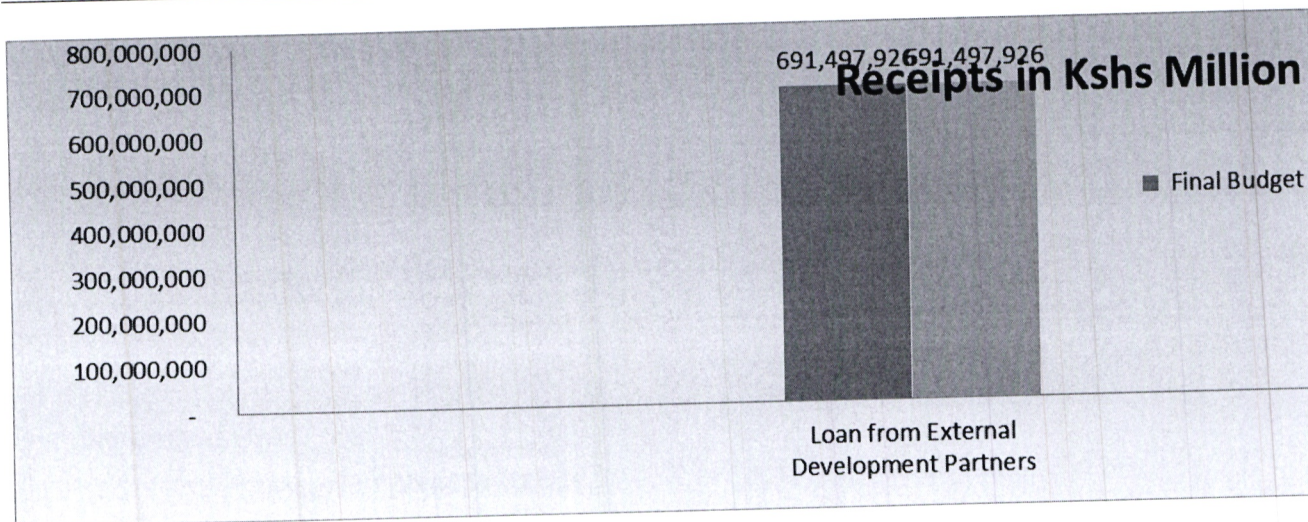 Receipts in Kshs Million
800,000,000
700,000,000
600,000,000
500,000,000
400,000,000
300,000,000
200,000,000
100,000,000
-
691,497,926
691,497,926
Final Budget
Loan from External
Development Partners